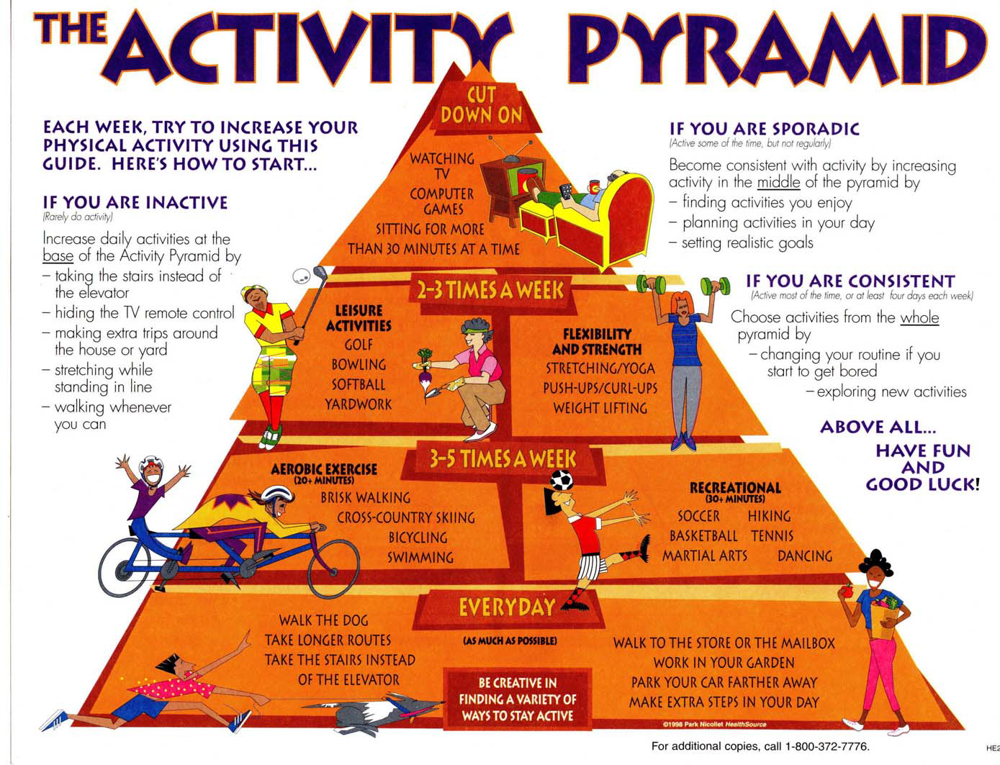 THE ACTIVITY PYRAMID
EACH WEEK, TRY TO INCREASE YOUR
PHYSICAL ACTIVITY USING THIS
GUIDE. HERE'S HOW TO START...
IF YOU ARE INACTIVE
(Rarely do activity)
Increase daily activities at the
base of the Activity Pyramid by
– taking the stairs instead of
the elevator
– hiding the TV remote control
– making extra trips around
the house or yard
– stretching while
standing in line
– walking whenever
you can
CUT
DOWN ON
WATCHING
TV
COMPUTER
GAMES
SITTING FOR MORE
THAN 30 MINUTES AT A TIME
IF YOU ARE SPORADIC
(Active some of the time, but not regularly)
Become consistent with activity by increasing
activity in the middle of the pyramid by
– finding activities you enjoy
– planning activities in your day
– setting realistic goals
IF YOU ARE CONSISTENT
(Active most of the time, or at least four days each week)
Choose activities from the whole
pyramid by
– changing your routine if you
start to get bored
– exploring new activities
ABOVE ALL...
HAVE FUN
AND
GOOD LUCK!
2–3 TIMES A WEEK
LEISURE
ACTIVITIES
GOLF
BOWLING
SOFTBALL
YARDWORK
FLEXIBILITY
AND STRENGTH
STRETCHING/YOGA
PUSH-UPS/CURL-UPS
WEIGHT LIFTING
3–5 TIMES A WEEK
AEROBIC EXERCISE
(20+ MINUTES)
BRISK WALKING
CROSS-COUNTRY SKIING
BICYCLING
SWIMMING
RECREATIONAL
(30+ MINUTES)
SOCCER HIKING
BASKETBALL TENNIS
MARTIAL ARTS DANCING
EVERYDAY
(AS MUCH AS POSSIBLE)
WALK THE DOG
TAKE LONGER ROUTES
TAKE THE STAIRS INSTEAD
OF THE ELEVATOR
BE CREATIVE IN
FINDING A VARIETY OF
WAYS TO STAY ACTIVE
WALK TO THE STORE OR THE MAILBOX
WORK IN YOUR GARDEN
PARK YOUR CAR FARTHER AWAY
MAKE EXTRA STEPS IN YOUR DAY
©1998 Park Nicollet HealthSource
For additional copies, call 1-800-372-7776.